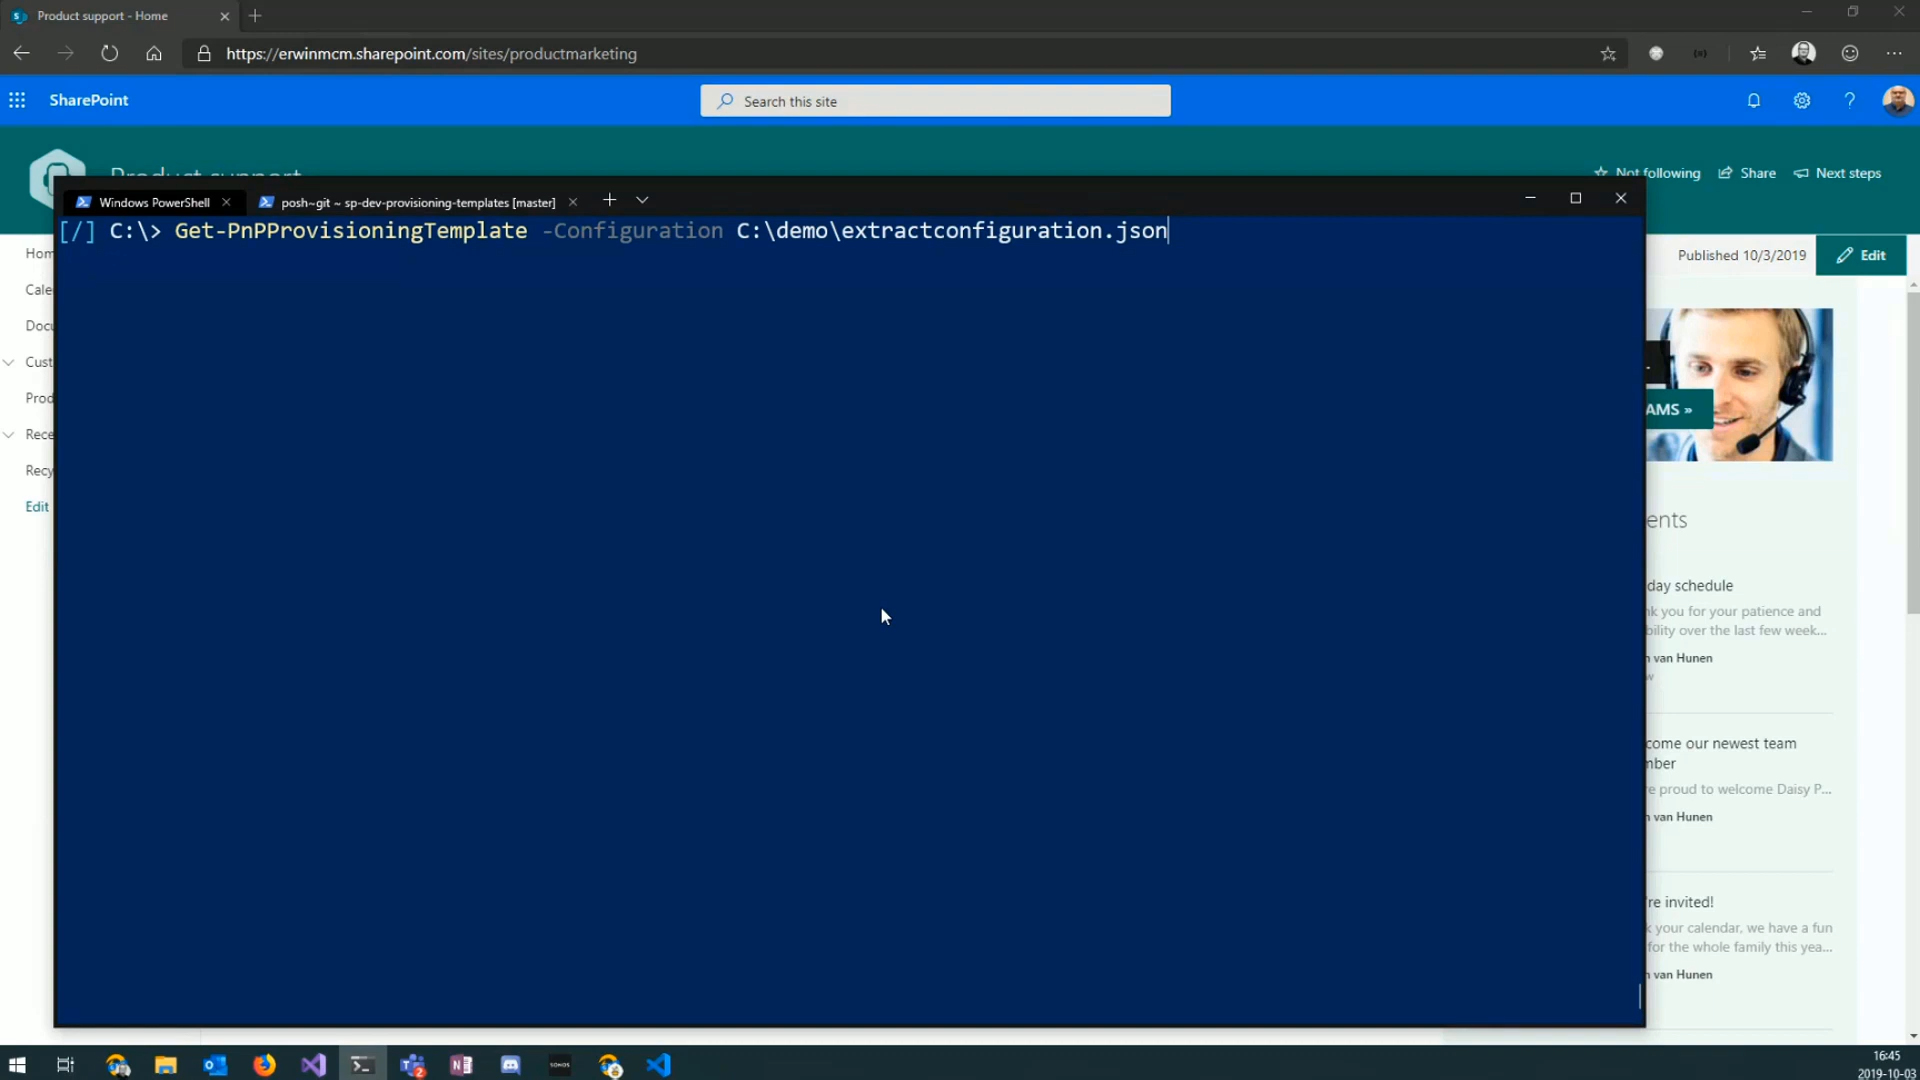 Product support - Home
https://erwinmcm.sharepoint.com/sites/productmarketing
SharePoint
Search this site
Not following
Share
Next steps
Windows PowerShell
posh~git ~ sp-dev-provisioning-templates [master]
[/] C:\> Get-PnPProvisioningTemplate -Configuration C:\demo\extractconfiguration.json
Hom
Cale
Docu
Cust
Prod
Rece
Recy
Edit
Published 10/3/2019
Edit
AMS »
ents
day schedule
k you for your patience and
bility over the last few week...
n van Hunen
w
come our newest team
nber
e proud to welcome Daisy P...
n van Hunen
're invited!
k your calendar, we have a fun
for the whole family this yea...
n van Hunen
2
SONOS
16:45
2019-10-03